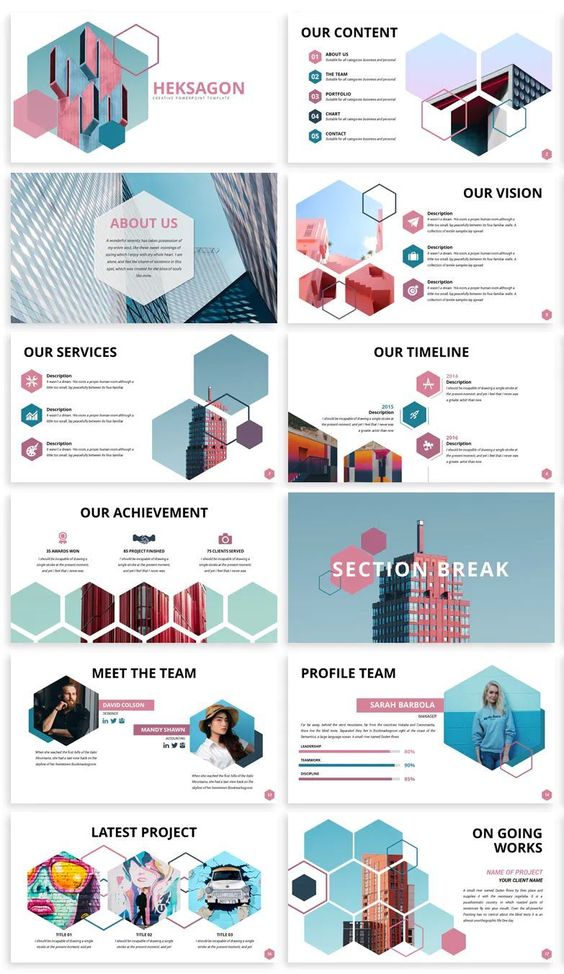 HEKSAGON
CREATIVE POWERPOINT TEMPLATE
OUR CONTENT
01
ABOUT US
Suitable for all categories business and personal
02
THE TEAM
Suitable for all categories business and personal
03
PORTFOLIO
Suitable for all categories business and personal
04
CHART
Suitable for all categories business and personal
05
CONTACT
Suitable for all categories business and personal
2
ABOUT US
A wonderful serenity has taken possession of
my entire soul, like these sweet mornings of
spring which I enjoy with my whole heart. I am
alone, and feel the charm of existence in this
spot, which was created for the bliss of souls
like mine.
OUR VISION
Description
It wasn't a dream. His room, a proper human room although a
little too small, lay peacefully between its four familiar walls. A
collection of textile samples lay spread
Description
It wasn't a dream. His room, a proper human room although a
little too small, lay peacefully between its four familiar walls. A
collection of textile samples lay spread
Description
It wasn't a dream. His room, a proper human room although a
little too small, lay peacefully between its four familiar walls. A
collection of textile samples lay spread
OUR SERVICES
Description
It wasn't a dream. His room, a proper human room although a
little too small, lay peacefully between its four familiar
Description
It wasn't a dream. His room, a proper human room although a
little too small, lay peacefully between its four familiar
Description
It wasn't a dream. His room, a proper human room although a
little too small, lay peacefully between its four familiar
OUR TIMELINE
2014
Description
I should be incapable of drawing a single stroke at
the present moment, and yet I feel that I never was
a greater artist than now
2015
Description
I should be incapable of drawing a single stroke at
the present moment, and yet I feel that I never was
a greater artist than now
2016
Description
I should be incapable of drawing a single stroke at
the present moment, and yet I feel that I never was
a greater artist than now
OUR ACHIEVEMENT
35 AWARDS WON
I should be incapable of drawing a
single stroke at the present moment,
and yet I feel that I never was
85 PROJECT FINISHED
I should be incapable of drawing a
single stroke at the present moment,
and yet I feel that I never was
75 CLIENTS SERVED
I should be incapable of drawing a
single stroke at the present moment,
and yet I feel that I never was
SECTION BREAK
MEET THE TEAM
DAVID COLSON
DESIGNER
MANDY SHAWN
ACCOUNTING
When she reached the first hills of the Italic
Mountains, she had a last view back on the
skyline of her hometown Bookmarksgrove
When she reached the first hills of the Italic
Mountains, she had a last view back on the
skyline of her hometown Bookmarksgrove
PROFILE TEAM
SARAH BARBOLA
MANAGER
Far far away, behind the word mountains, far from the countries Vokalia and Consonantia,
there live the blind texts. Separated they live in Bookmarksgrove right at the coast of the
Semantics, a large language ocean. A small river named Duden flows
LEADERSHIP
80%
TEAMWORK
90%
DISCIPLINE
85%
LATEST PROJECT
TITLE 01
I should be incapable of drawing a single
stroke at the present moment, and yet
TITLE 02
I should be incapable of drawing a single
stroke at the present moment, and yet
TITLE 03
I should be incapable of drawing a single
stroke at the present moment, and yet
ON GOING
WORKS
NAME OF PROJECT
YOUR CLIENT NAME
A small river named Duden flows by their place and
supplies it with the necessary regelialia. It is a
paradisematic country, in which roasted parts of
sentences fly into your mouth. Even the all-powerful
Pointing has no control about the blind texts it is an
almost unorthographic life One day
17